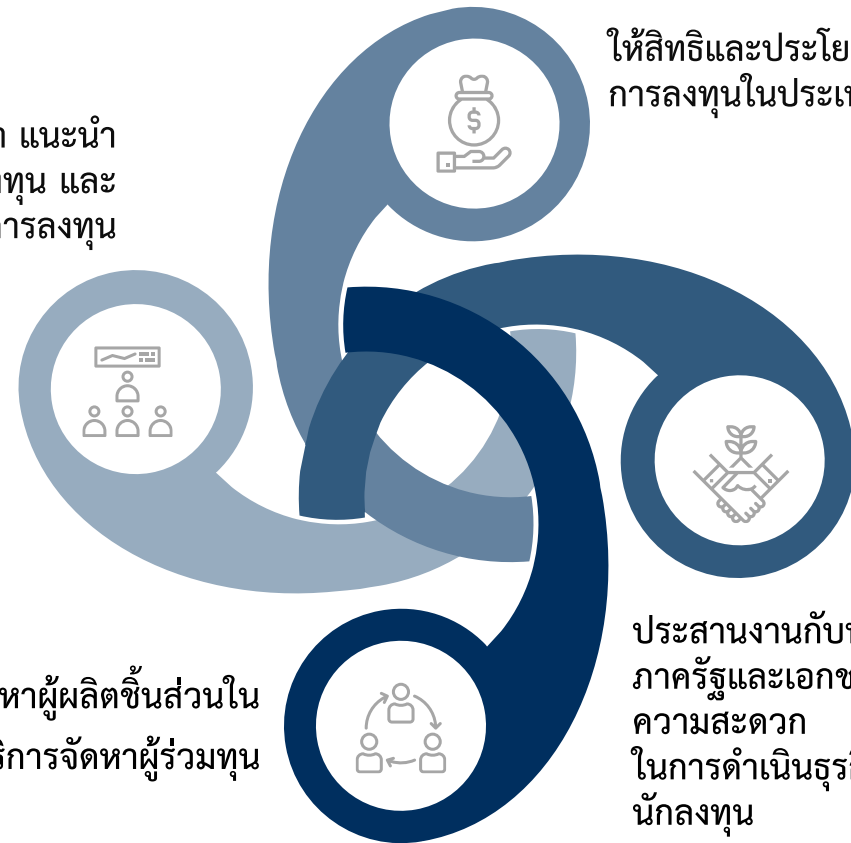 ให้สิทธิและประโย
การลงทุนในประเ
แนะนำ
ทุน และ
การลงทุน
หาผู้ผลิตชิ้นส่วนใน
ริการจัดหาผู้ร่วมทุน
ประสานงานกับ
ภาครัฐและเอกช
ความสะดวก
ในการดำเนินธุร
นักลงทุน
$